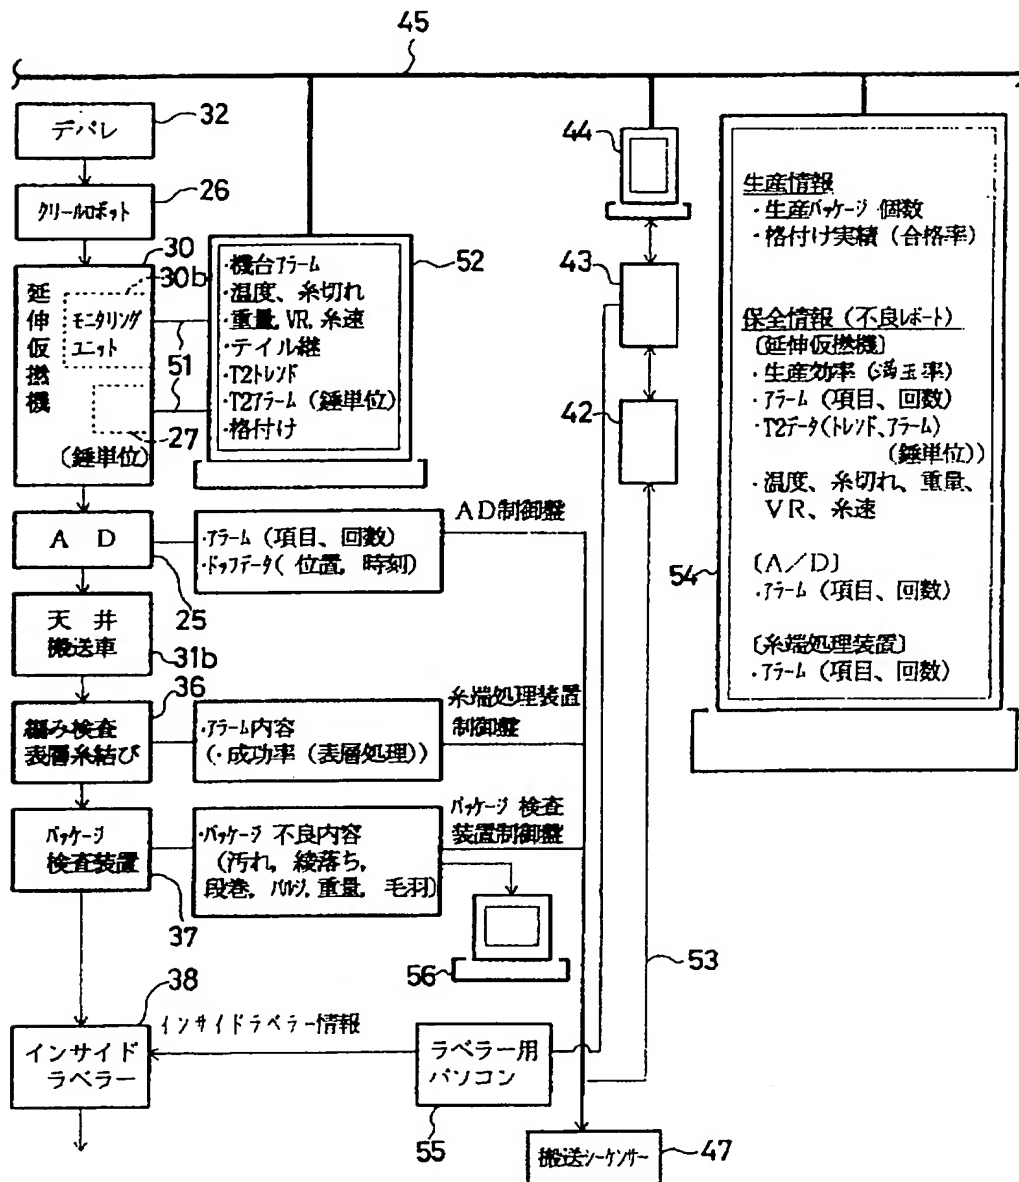 45
デパレ
32
クリールロボット
26
30
30b
延伸仮撚機
モニタリング
ユニット
51
27
(錘単位)
・機台アラーム
・温度、糸切れ
・重量, VR, 糸速
・テイル継
・T2トレンド
・T2アラーム (錘単位)
・格付け
52
A D
25
・アラーム (項目、回数)
・ドッフデータ( 位置, 時刻)
AD制御盤
天 井
搬送車
31b
36
編み検査
表層糸結び
・アラーム内容
(・成功率 (表層処理))
糸端処理装置
制御盤
パッケージ
検査装置
37
・パッケージ 不良内容
(汚れ, 綾落ち,
段巻, バルジ, 重量, 毛羽)
パッケージ 検査
装置制御盤
56
38
インサイド
ラベラー
インサイドラベラー情報
ラベラー用
パソコン
55
44
43
42
53
搬送シーケンサー
47
54
生産情報
・生産パッケージ 個数
・格付け実績 (合格率)
保全情報 (不良レポート)
〔延伸仮撚機〕
・生産効率 (満玉率)
・アラーム (項目、回数)
・T2データ(トレンド、アラーム)
(錘単位))
・温度、糸切れ、重量、
VR、糸速
〔A/D〕
・アラーム (項目、回数)
〔糸端処理装置〕
・アラーム (項目、回数)